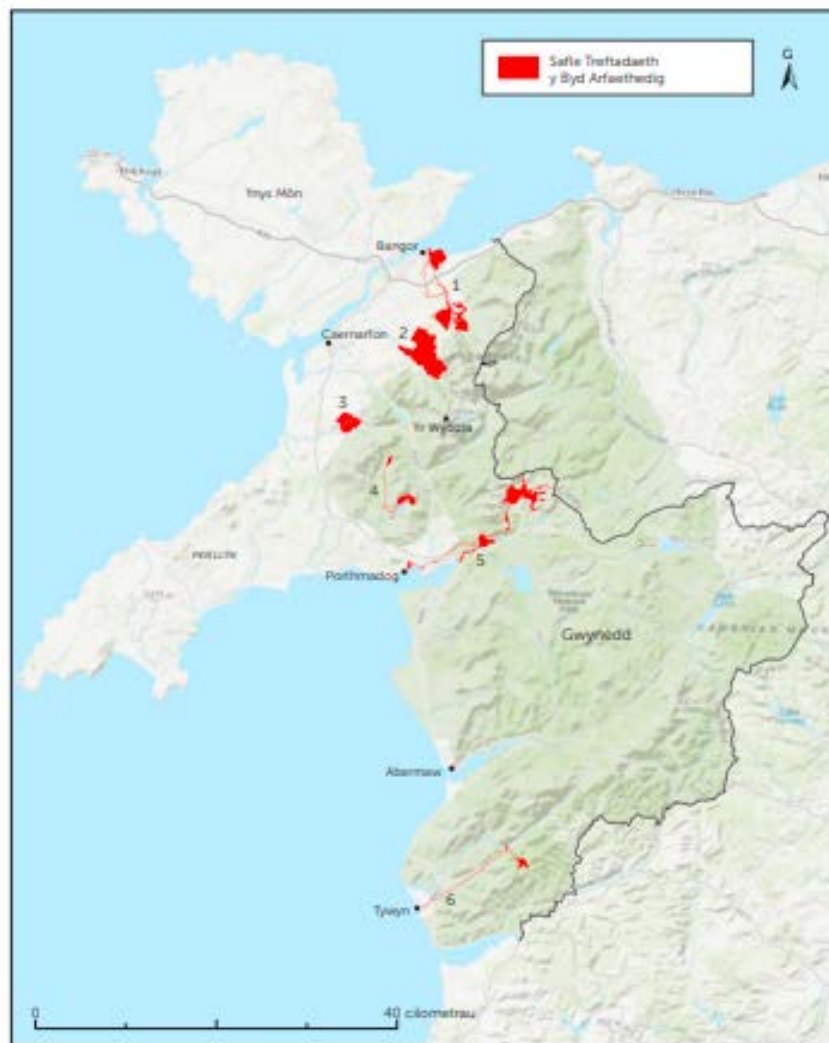 Safle Treftadaeth
y Byd Arfaethedig
G
Ynys Môn
Bangor
1
Caernarfon
2
3
Yr Wyddfa
4
5
Porthmadog
Gwynedd
Abermaw
Tywyn
6
0
40 cilometrau